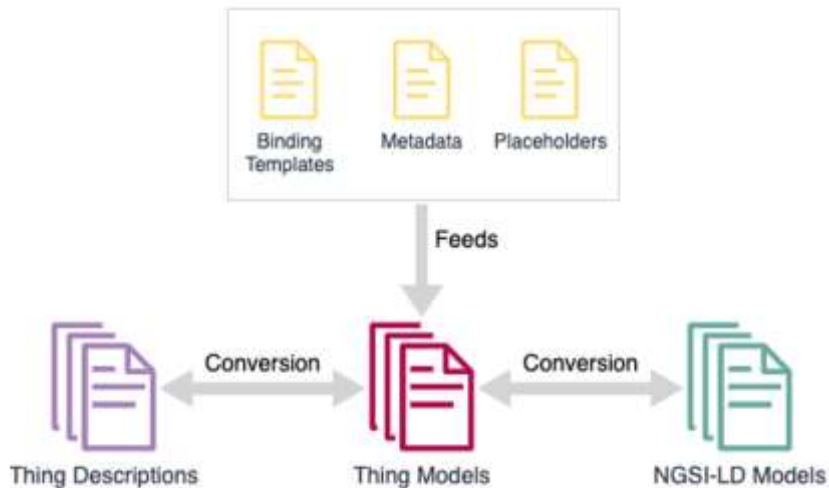 Binding
Templates
Metadata
Placeholders
Feeds
Conversion
Conversion
Thing Descriptions
Thing Models
NGSI-LD Models